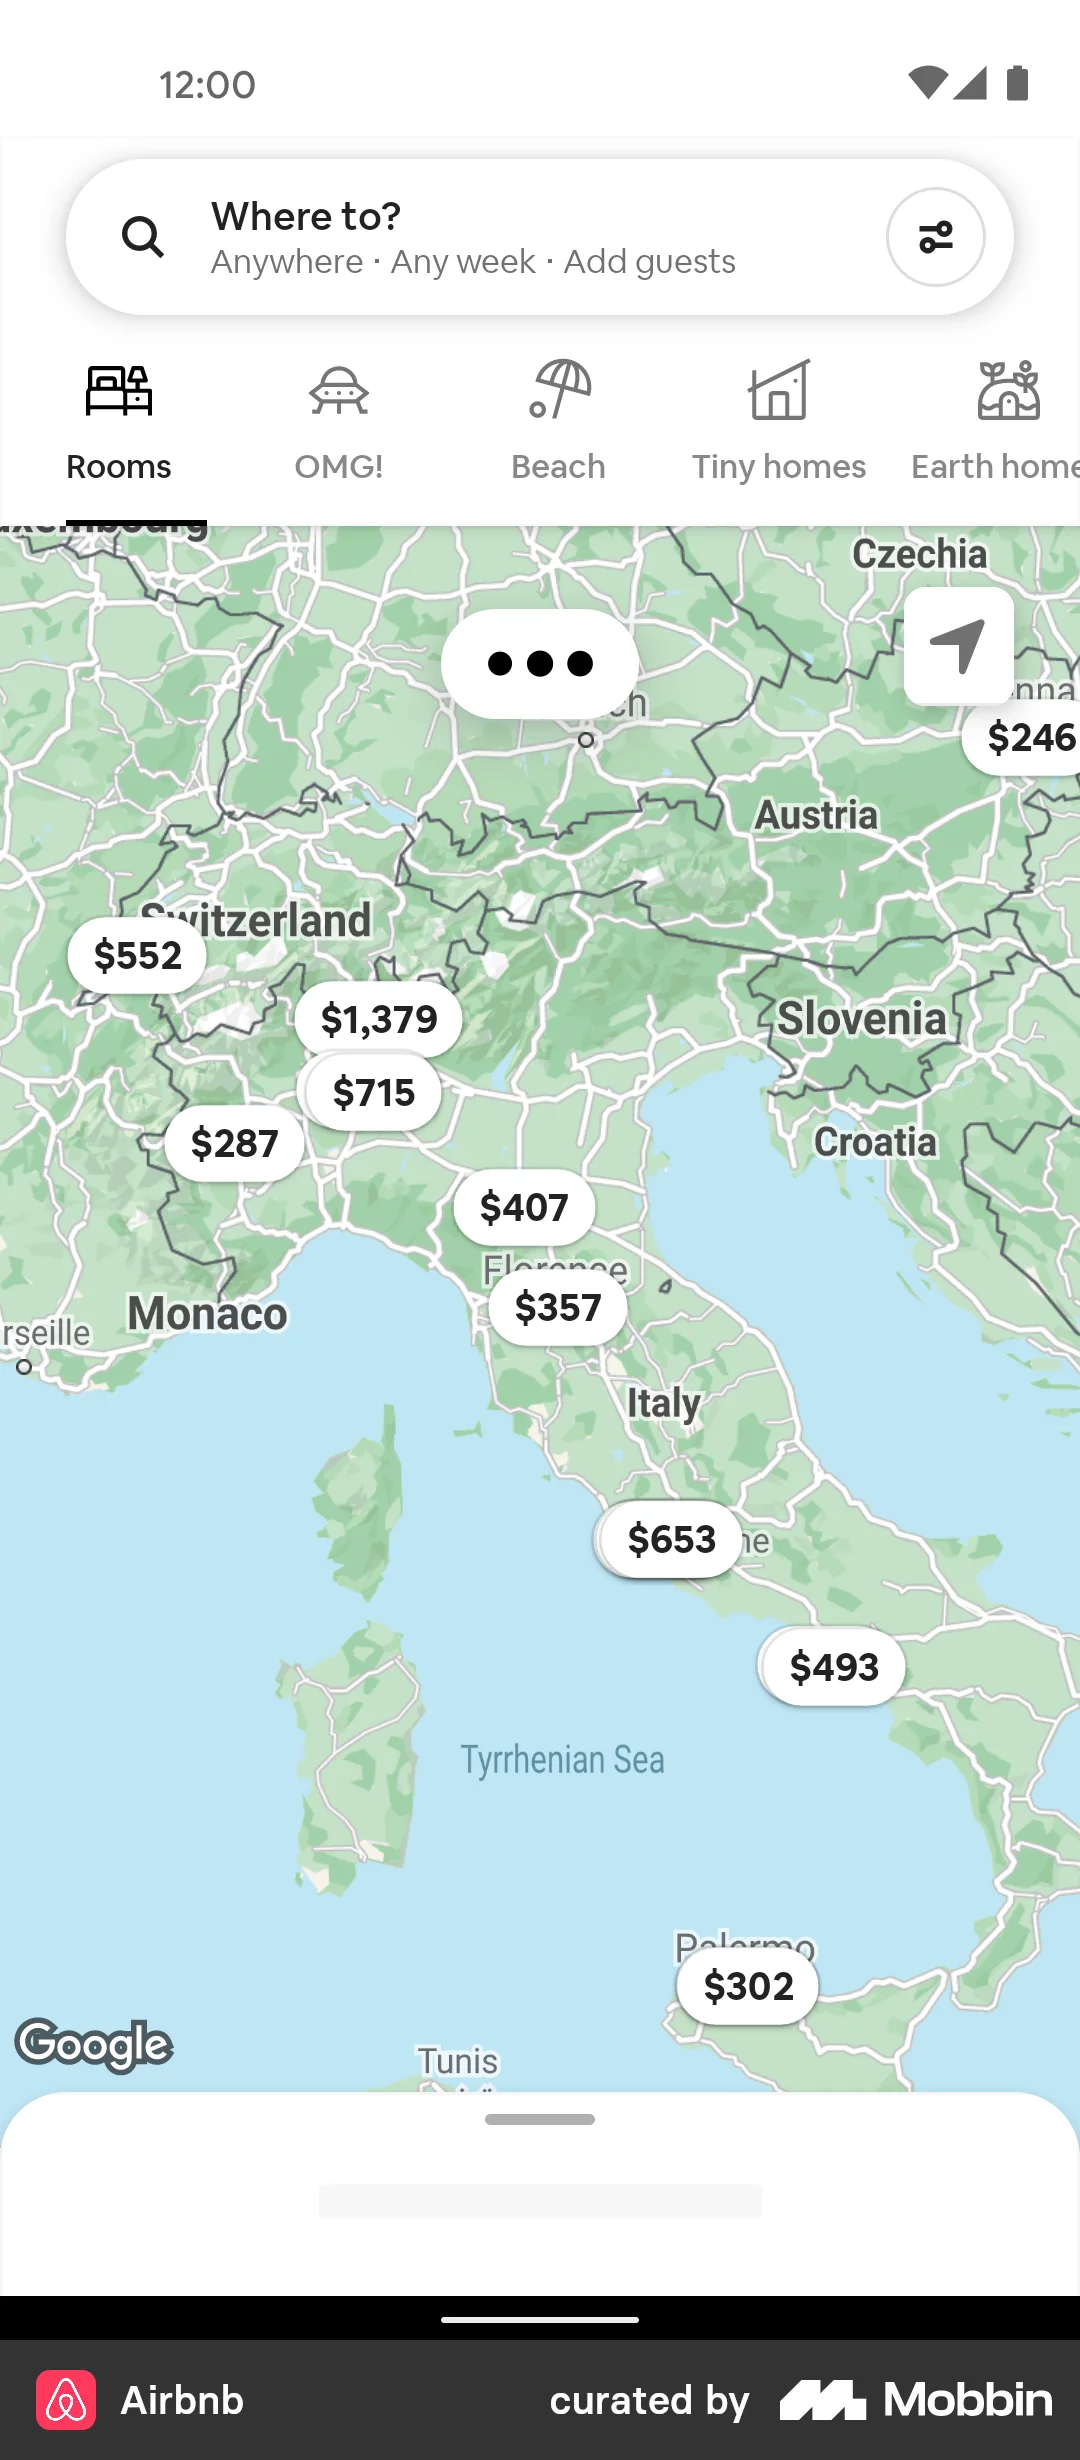 12:00
Where to?
Anywhere · Any week · Add guests
Rooms
OMG!
Beach
Tiny homes
Earth home
Czechia
$246
Austria
Switzerland
$552
$1,379
Slovenia
$715
$287
Croatia
$407
Florence
$357
Monaco
rseille
Italy
$653
$493
Tyrrhenian Sea
Palermo
$302
Google
Tunis
Airbnb
curated by Mobbin